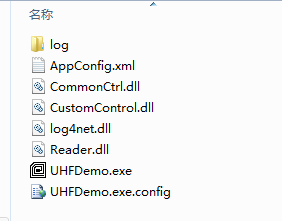 名称
log
AppConfig.xml
CommonCtrl.dll
CustomControl.dll
log4net.dll
Reader.dll
UHFDemo.exe
UHFDemo.exe.config